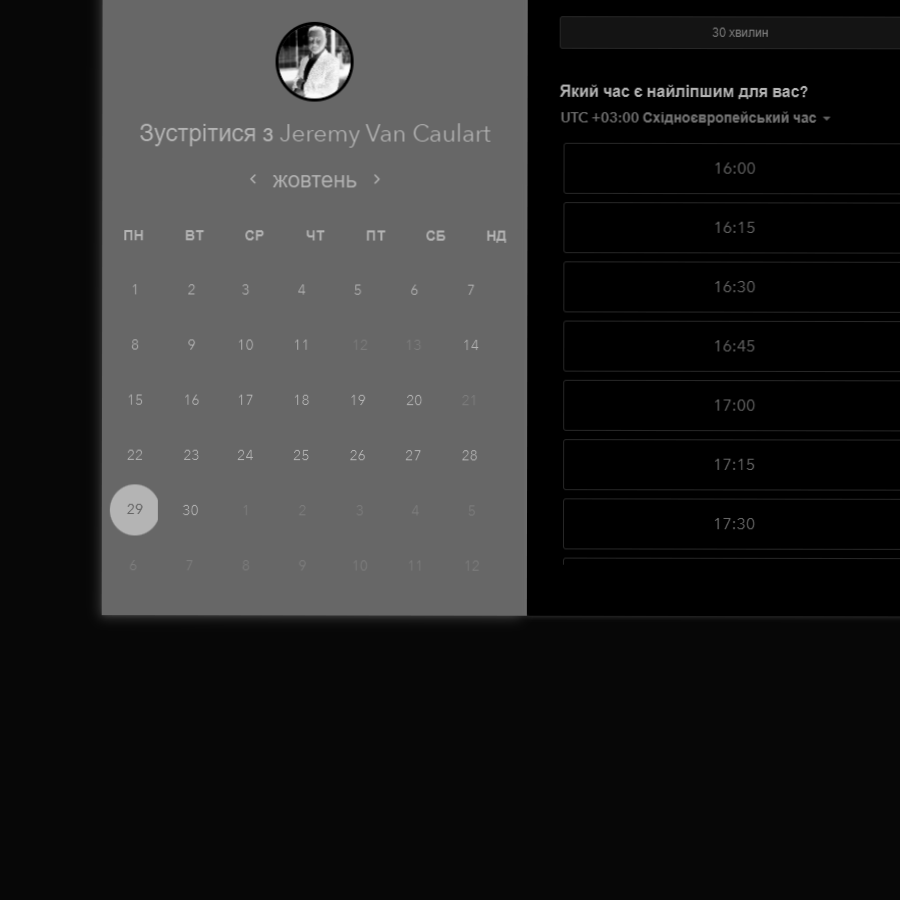 Зустрітися з Jeremy Van Caulart
жовтень
ПН ВТ СР ЧТ ПТ СБ НД
1 2 3 4 5 6 7
8 9 10 11 12 13 14
15 16 17 18 19 20 21
22 23 24 25 26 27 28
29 30 1 2 3 4 5
6 7 8 9 10 11 12
30 хвилин
Який час є найліпшим для вас?
UTC +03:00 Східноєвропейський час
16:00
16:15
16:30
16:45
17:00
17:15
17:30